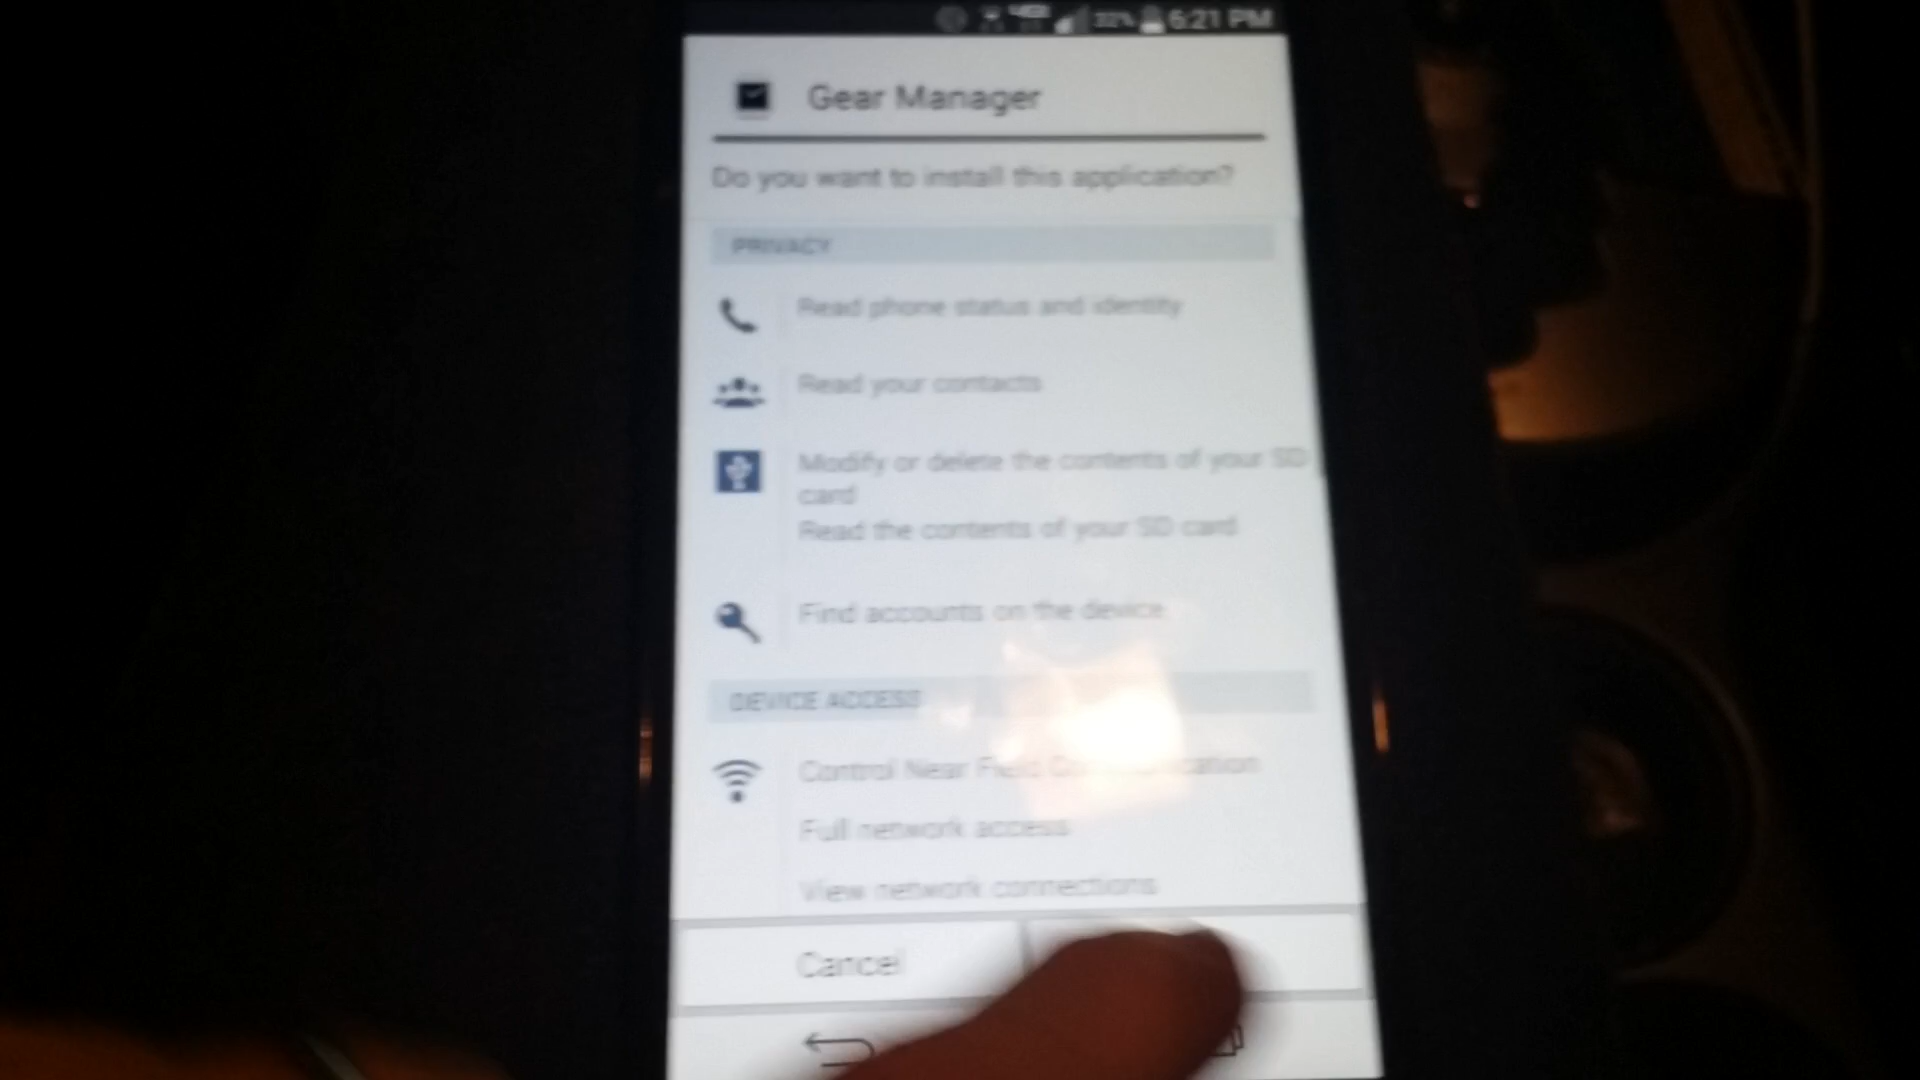 32% 6:21 PM
Gear Manager
Do you want to install this application?
PRIVACY
Read phone status and identity
Read your contacts
Modify or delete the contents of your SD
card
Read the contents of your SD card
Find accounts on the device
DEVICE ACCESS
Control Near Field
Full network access
View network connections
Cancel